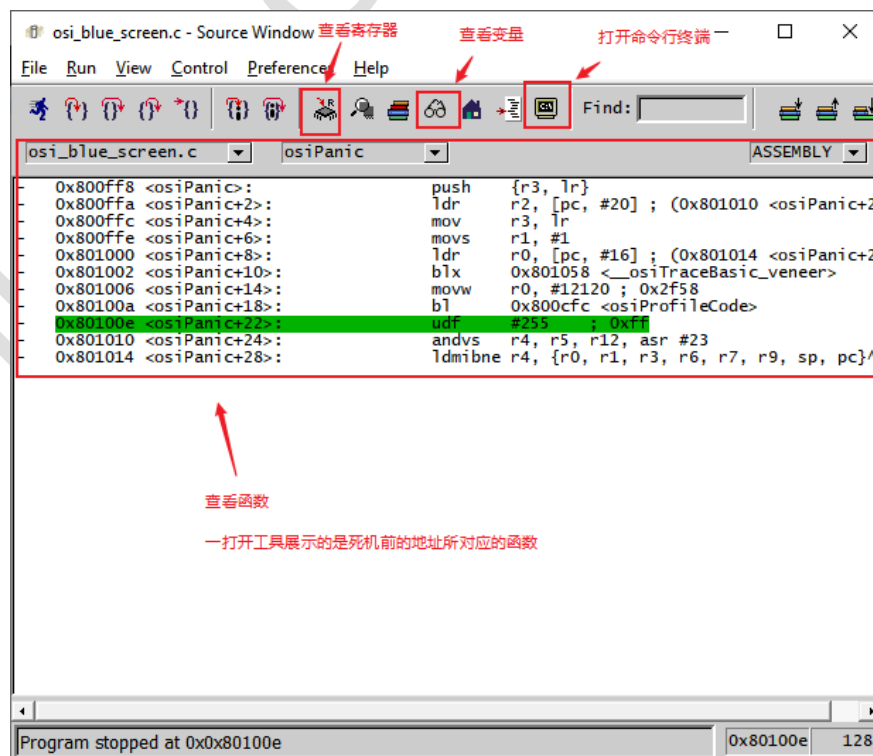 osi_blue_screen.c - Source Window
查看寄存器
查看变量
打开命令行终端
File Run View Control Preferences Help
Find:
osi_blue_screen.c osiPanic ASSEMBLY
- 0x800ff8 <osiPanic>: push {r3, lr}
- 0x800ffa <osiPanic+2>: ldr r2, [pc, #20] ; (0x801010 <osiPanic+2
- 0x800ffc <osiPanic+4>: mov r3, lr
- 0x800ffe <osiPanic+6>: movs r1, #1
- 0x801000 <osiPanic+8>: ldr r0, [pc, #16] ; (0x801014 <osiPanic+2
- 0x801002 <osiPanic+10>: blx 0x801058 <__osiTraceBasic_veneer>
- 0x801006 <osiPanic+14>: movw r0, #12120 ; 0x2f58
- 0x80100a <osiPanic+18>: bl 0x800cfc <osiProfileCode>
- 0x80100e <osiPanic+22>: udf #255 ; 0xff
- 0x801010 <osiPanic+24>: andvs r4, r5, r12, asr #23
- 0x801014 <osiPanic+28>: ldmibne r4, {r0, r1, r3, r6, r7, r9, sp, pc}^
查看函数
一打开工具展示的是死机前的地址所对应的函数
Program stopped at 0x0x80100e 0x80100e 128